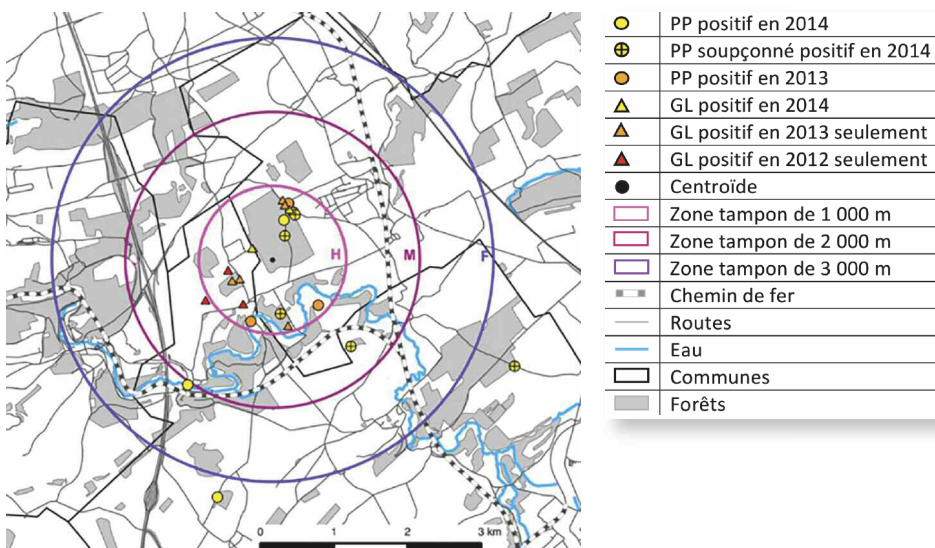 H
M
F
0 1 2 3 km
PP positif en 2014
PP soupçonné positif en 2014
PP positif en 2013
GL positif en 2014
GL positif en 2013 seulement
GL positif en 2012 seulement
Centroïde
Zone tampon de 1 000 m
Zone tampon de 2 000 m
Zone tampon de 3 000 m
Chemin de fer
Routes
Eau
Communes
Forêts